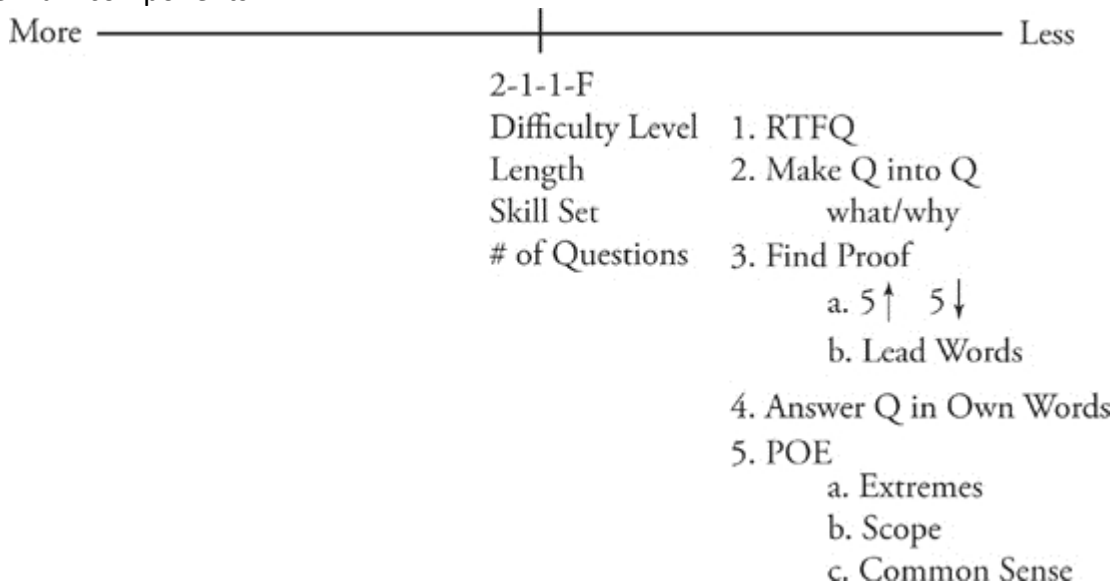 More Less
2-1-1-F
Difficulty Level 1. RTFQ
Length 2. Make Q into Q
Skill Set what/why
# of Questions 3. Find Proof
a. 5↑ 5↓
b. Lead Words
4. Answer Q in Own Words
5. POE
a. Extremes
b. Scope
c. Common Sense